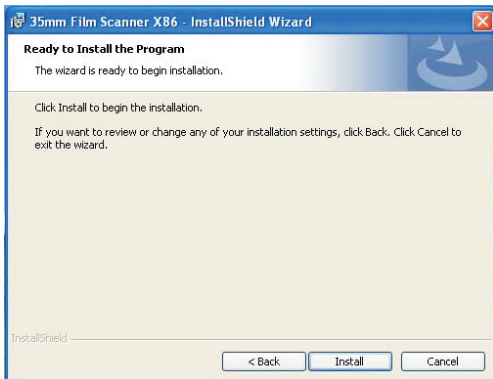 35mm Film Scanner X86 - InstallShield Wizard
Ready to Install the Program
The wizard is ready to begin installation.
Click Install to begin the installation.
If you want to review or change any of your installation settings, click Back. Click Cancel to
exit the wizard.
InstallShield
< Back
Install
Cancel